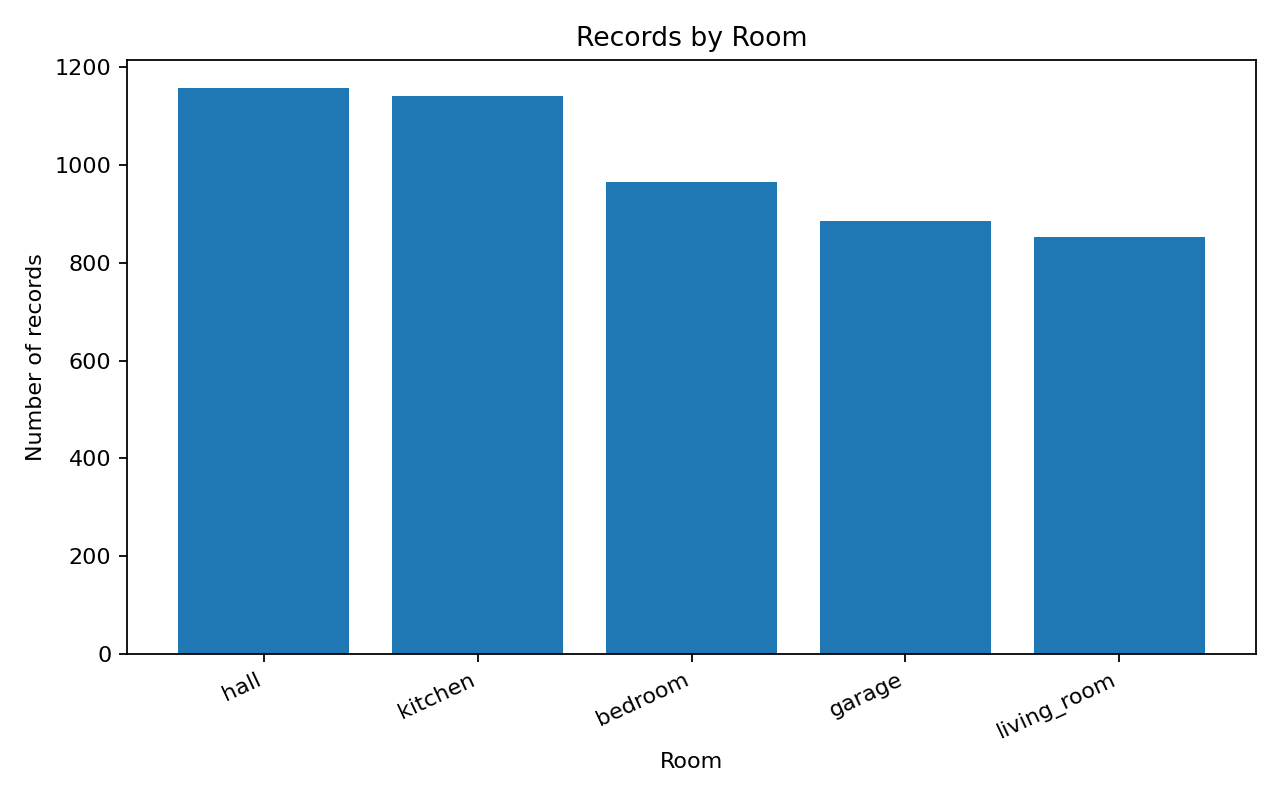 Records by Room
1200
1000
800
600
400
200
0
Number of records
hall
kitchen
bedroom
garage
living_room
Room